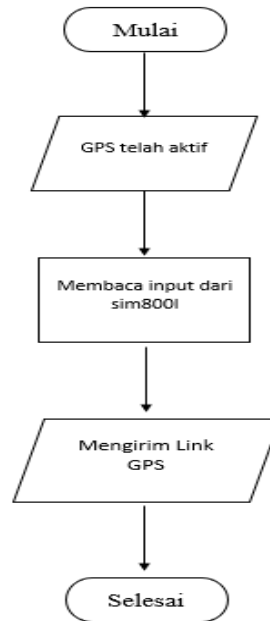 Mulai
GPS telah aktif
Membaca input dari
sim800l
Mengirim Link
GPS
Selesai